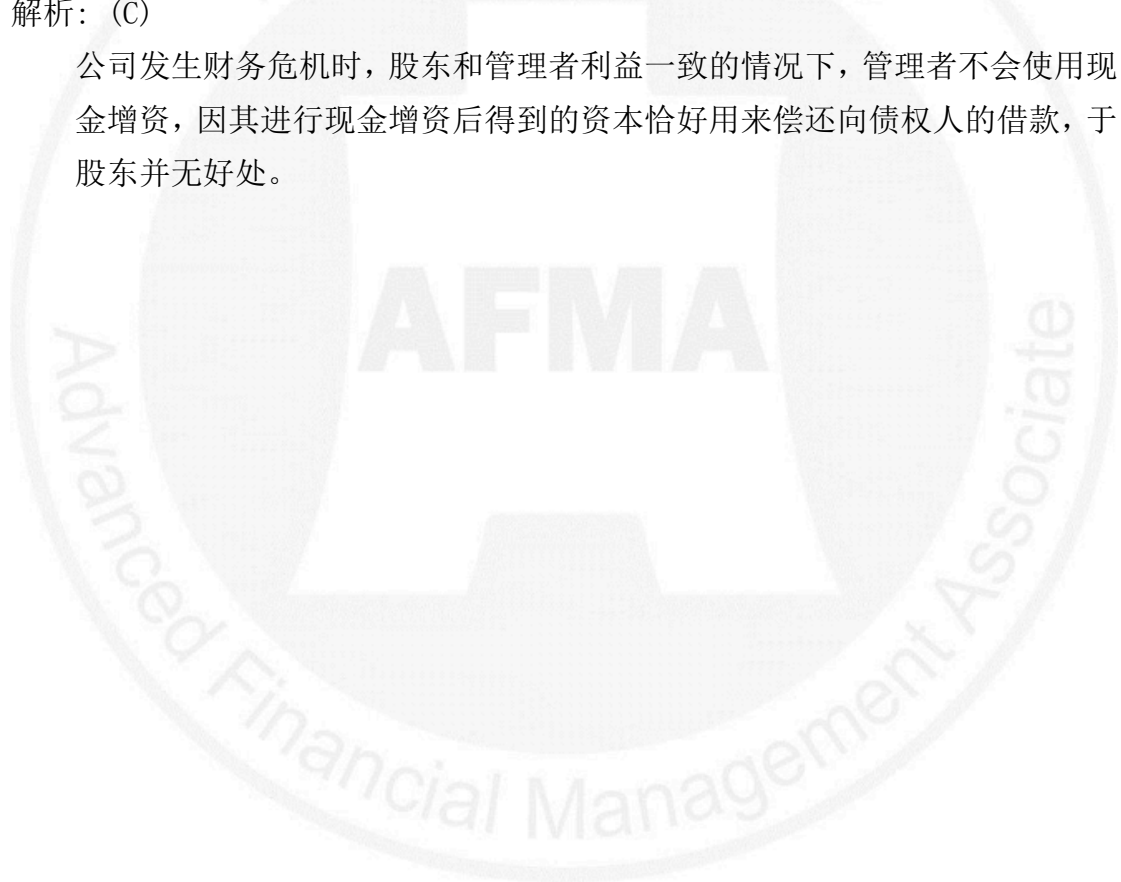 解析: (C)
公司发生财务危机时，股东和管理者利益一致的情况下，管理者不会使用现
金增资，因其进行现金增资后得到的资本恰好用来偿还向债权人的借款，于
股东并无好处。
AFMA
Advanced Financial Management Associate